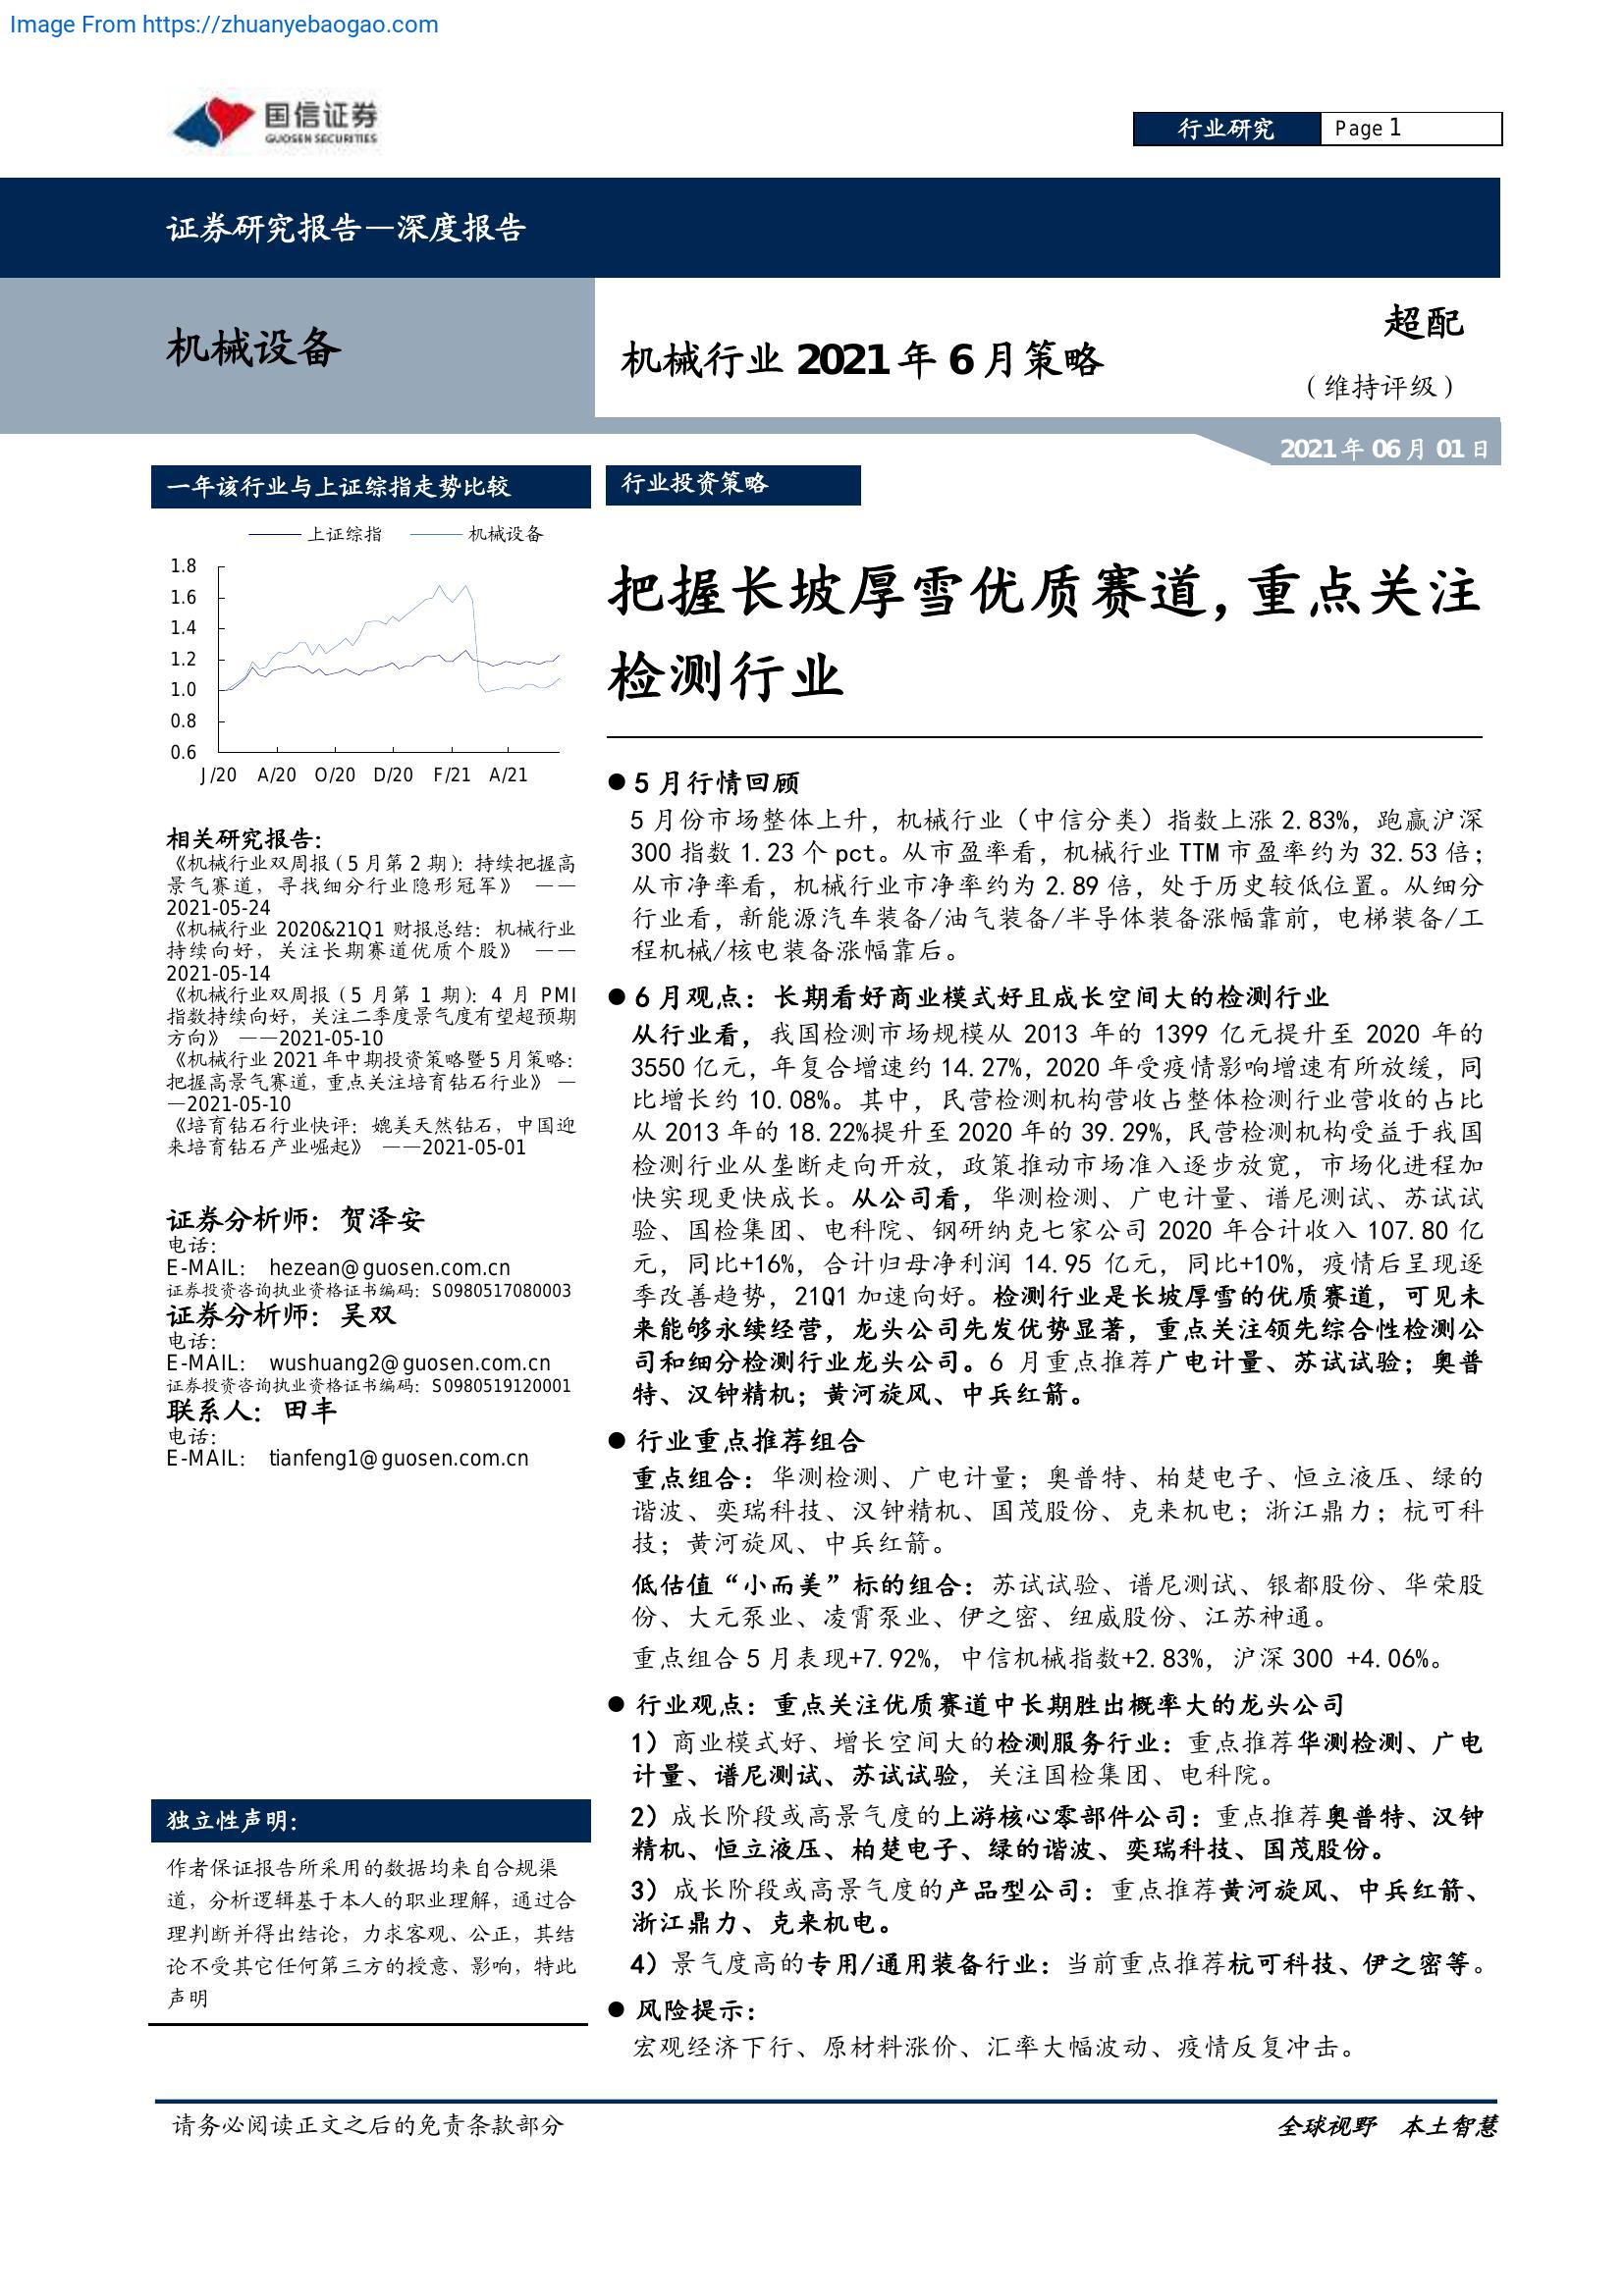 Image From https://zhuanyebaogao.com
国信证券
GUOSEN SECURITIES
行业研究
Page 1
证券研究报告—深度报告
机械设备
机械行业 2021 年 6 月策略
超配
（维持评级）
2021 年 06 月 01 日
一年该行业与上证综指走势比较
上证综指 机械设备
1.8
1.6
1.4
1.2
1.0
0.8
0.6
J/20 A/20 O/20 D/20 F/21 A/21
相关研究报告：
《机械行业双周报（5 月第 2 期）：持续把握高
景气赛道，寻找细分行业隐形冠军》 ——
2021-05-24
《机械行业 2020&21Q1 财报总结：机械行业
持续向好，关注长期赛道优质个股》 ——
2021-05-14
《机械行业双周报（5 月第 1 期）：4 月 PMI
指数持续向好，关注二季度景气度有望超预期
方向》 ——2021-05-10
《机械行业 2021 年中期投资策略暨 5 月策略：
把握高景气赛道，重点关注培育钻石行业》 —
—2021-05-10
《培育钻石行业快评：媲美天然钻石，中国迎
来培育钻石产业崛起》 ——2021-05-01
证券分析师：贺泽安
电话：
E-MAIL： hezean@guosen.com.cn
证券投资咨询执业资格证书编码：S0980517080003
证券分析师：吴双
电话：
E-MAIL： wushuang2@guosen.com.cn
证券投资咨询执业资格证书编码：S0980519120001
联系人：田丰
电话：
E-MAIL： tianfeng1@guosen.com.cn
独立性声明：
作者保证报告所采用的数据均来自合规渠
道，分析逻辑基于本人的职业理解，通过合
理判断并得出结论，力求客观、公正，其结
论不受其它任何第三方的授意、影响，特此
声明
行业投资策略
把握长坡厚雪优质赛道，重点关注
检测行业
● 5 月行情回顾
5 月份市场整体上升，机械行业（中信分类）指数上涨 2.83%，跑赢沪深
300 指数 1.23 个 pct。从市盈率看，机械行业 TTM 市盈率约为 32.53 倍；
从市净率看，机械行业市净率约为 2.89 倍，处于历史较低位置。从细分
行业看，新能源汽车装备/油气装备/半导体装备涨幅靠前，电梯装备/工
程机械/核电装备涨幅靠后。
● 6 月观点：长期看好商业模式好且成长空间大的检测行业
从行业看，我国检测市场规模从 2013 年的 1399 亿元提升至 2020 年的
3550 亿元，年复合增速约 14.27%，2020 年受疫情影响增速有所放缓，同
比增长约 10.08%。其中，民营检测机构营收占整体检测行业营收的占比
从 2013 年的 18.22%提升至 2020 年的 39.29%，民营检测机构受益于我国
检测行业从垄断走向开放，政策推动市场准入逐步放宽，市场化进程加
快实现更快成长。从公司看，华测检测、广电计量、谱尼测试、苏试试
验、国检集团、电科院、钢研纳克七家公司 2020 年合计收入 107.80 亿
元，同比+16%，合计归母净利润 14.95 亿元，同比+10%，疫情后呈现逐
季改善趋势，21Q1 加速向好。检测行业是长坡厚雪的优质赛道，可见未
来能够永续经营，龙头公司先发优势显著，重点关注领先综合性检测公
司和细分检测行业龙头公司。6 月重点推荐广电计量、苏试试验；奥普
特、汉钟精机；黄河旋风、中兵红箭。
● 行业重点推荐组合
重点组合：华测检测、广电计量；奥普特、柏楚电子、恒立液压、绿的
谐波、奕瑞科技、汉钟精机、国茂股份、克来机电；浙江鼎力；杭可科
技；黄河旋风、中兵红箭。
低估值“小而美”标的组合：苏试试验、谱尼测试、银都股份、华荣股
份、大元泵业、凌霄泵业、伊之密、纽威股份、江苏神通。
重点组合 5 月表现+7.92%，中信机械指数+2.83%，沪深 300 +4.06%。
● 行业观点：重点关注优质赛道中长期胜出概率大的龙头公司
1）商业模式好、增长空间大的检测服务行业：重点推荐华测检测、广电
计量、谱尼测试、苏试试验，关注国检集团、电科院。
2）成长阶段或高景气度的上游核心零部件公司：重点推荐奥普特、汉钟
精机、恒立液压、柏楚电子、绿的谐波、奕瑞科技、国茂股份。
3）成长阶段或高景气度的产品型公司：重点推荐黄河旋风、中兵红箭、
浙江鼎力、克来机电。
4）景气度高的专用/通用装备行业：当前重点推荐杭可科技、伊之密等。
● 风险提示：
宏观经济下行、原材料涨价、汇率大幅波动、疫情反复冲击。
请务必阅读正文之后的免责条款部分
全球视野 本土智慧